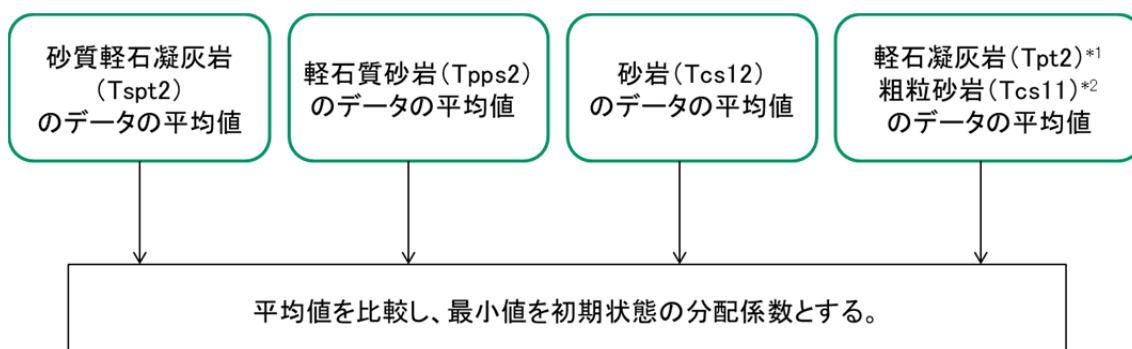 砂質軽石凝灰岩
(Tspt2)
のデータの平均値
軽石質砂岩(Tpps2)
のデータの平均値
砂岩(Tcs12)
のデータの平均値
軽石凝灰岩(Tpt2)*1
粗粒砂岩(Tcs11)*2
のデータの平均値
平均値を比較し、最小値を初期状態の分配係数とする。